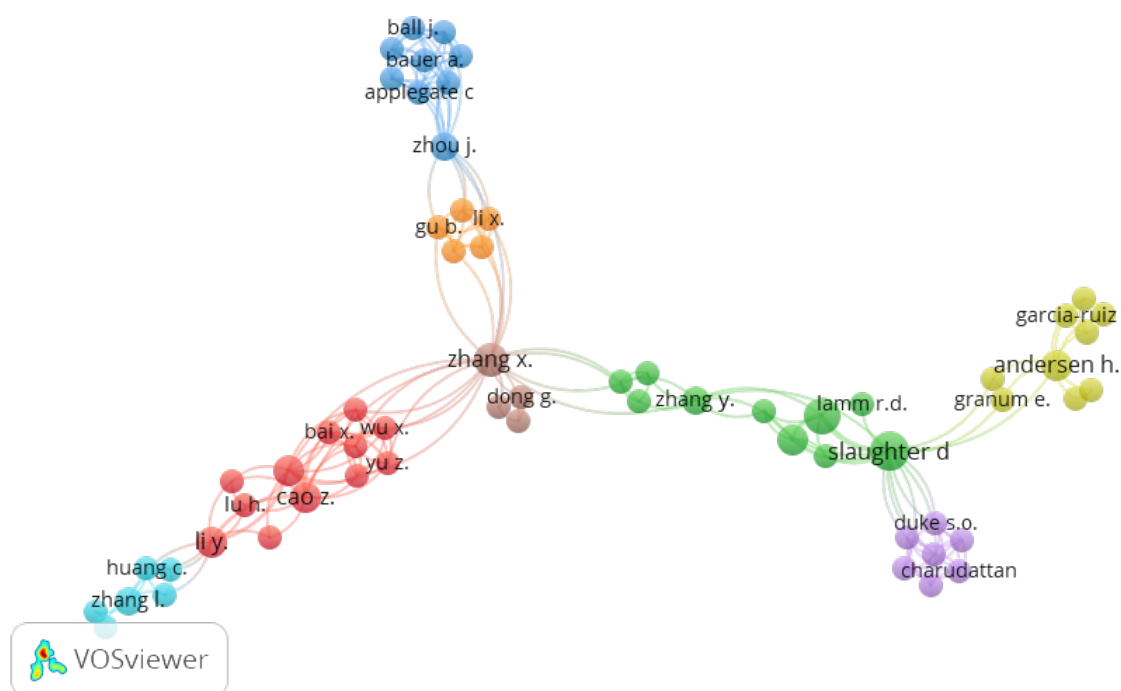 ball j.
bauer a.
applegate c
zhou j.
gu b.
li x.
zhang x.
dong g.
zhang y.
lamm r.d.
slaughter d
garcia-ruiz
andersen h.
granum e.
duke s.o.
charudattan
bai x.
wu x.
yu z.
cao z.
lu h.
li y.
huang c.
zhang l.
VOSviewer